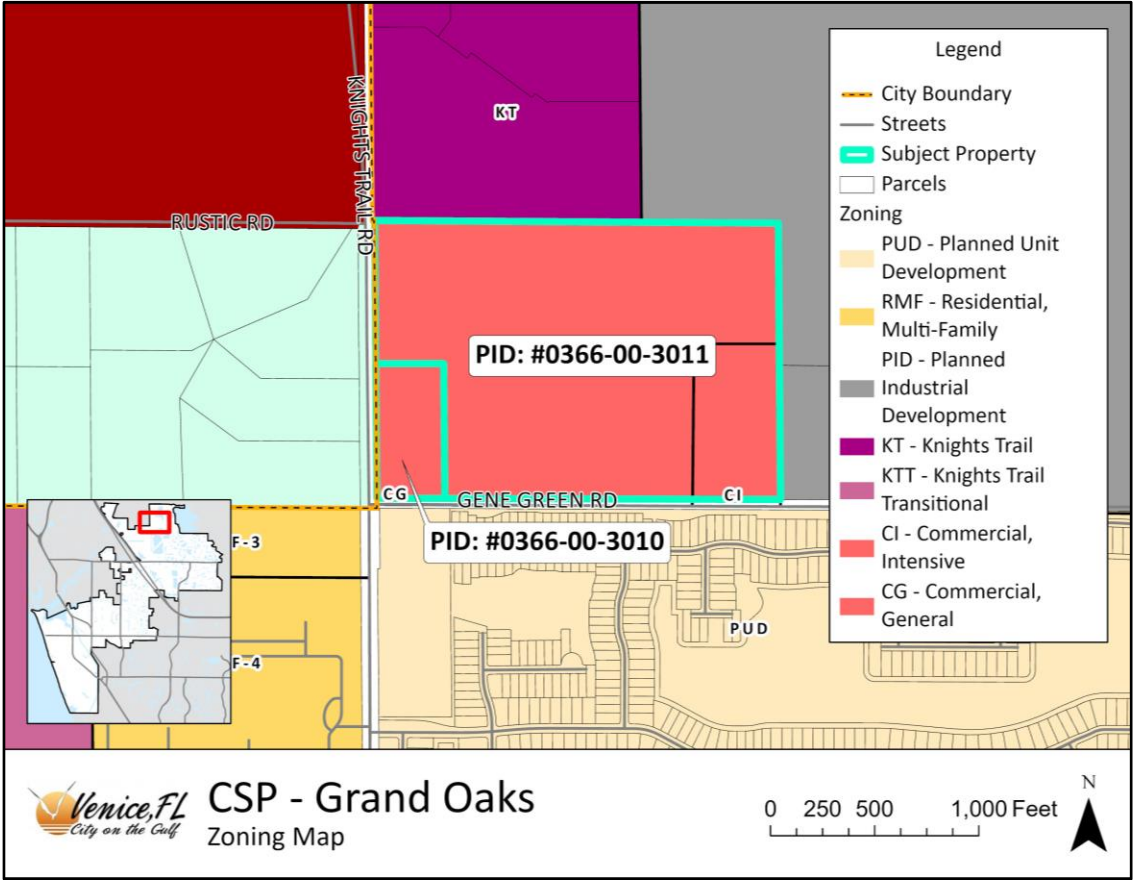 KNIGHTS TRAIL RD
KT
RUSTIC RD
PID: #0366-00-3011
CG
GENE GREEN RD
CI
PID: #0366-00-3010
F-3
F-4
PUD
Legend
City Boundary
Streets
Subject Property
Parcels
Zoning
PUD - Planned Unit
Development
RMF - Residential,
Multi-Family
PID - Planned
Industrial
Development
KT - Knights Trail
KTT - Knights Trail
Transitional
CI - Commercial,
Intensive
CG - Commercial,
General
Venice, FL
City on the Gulf
CSP - Grand Oaks
Zoning Map
0 250 500 1,000 Feet
N